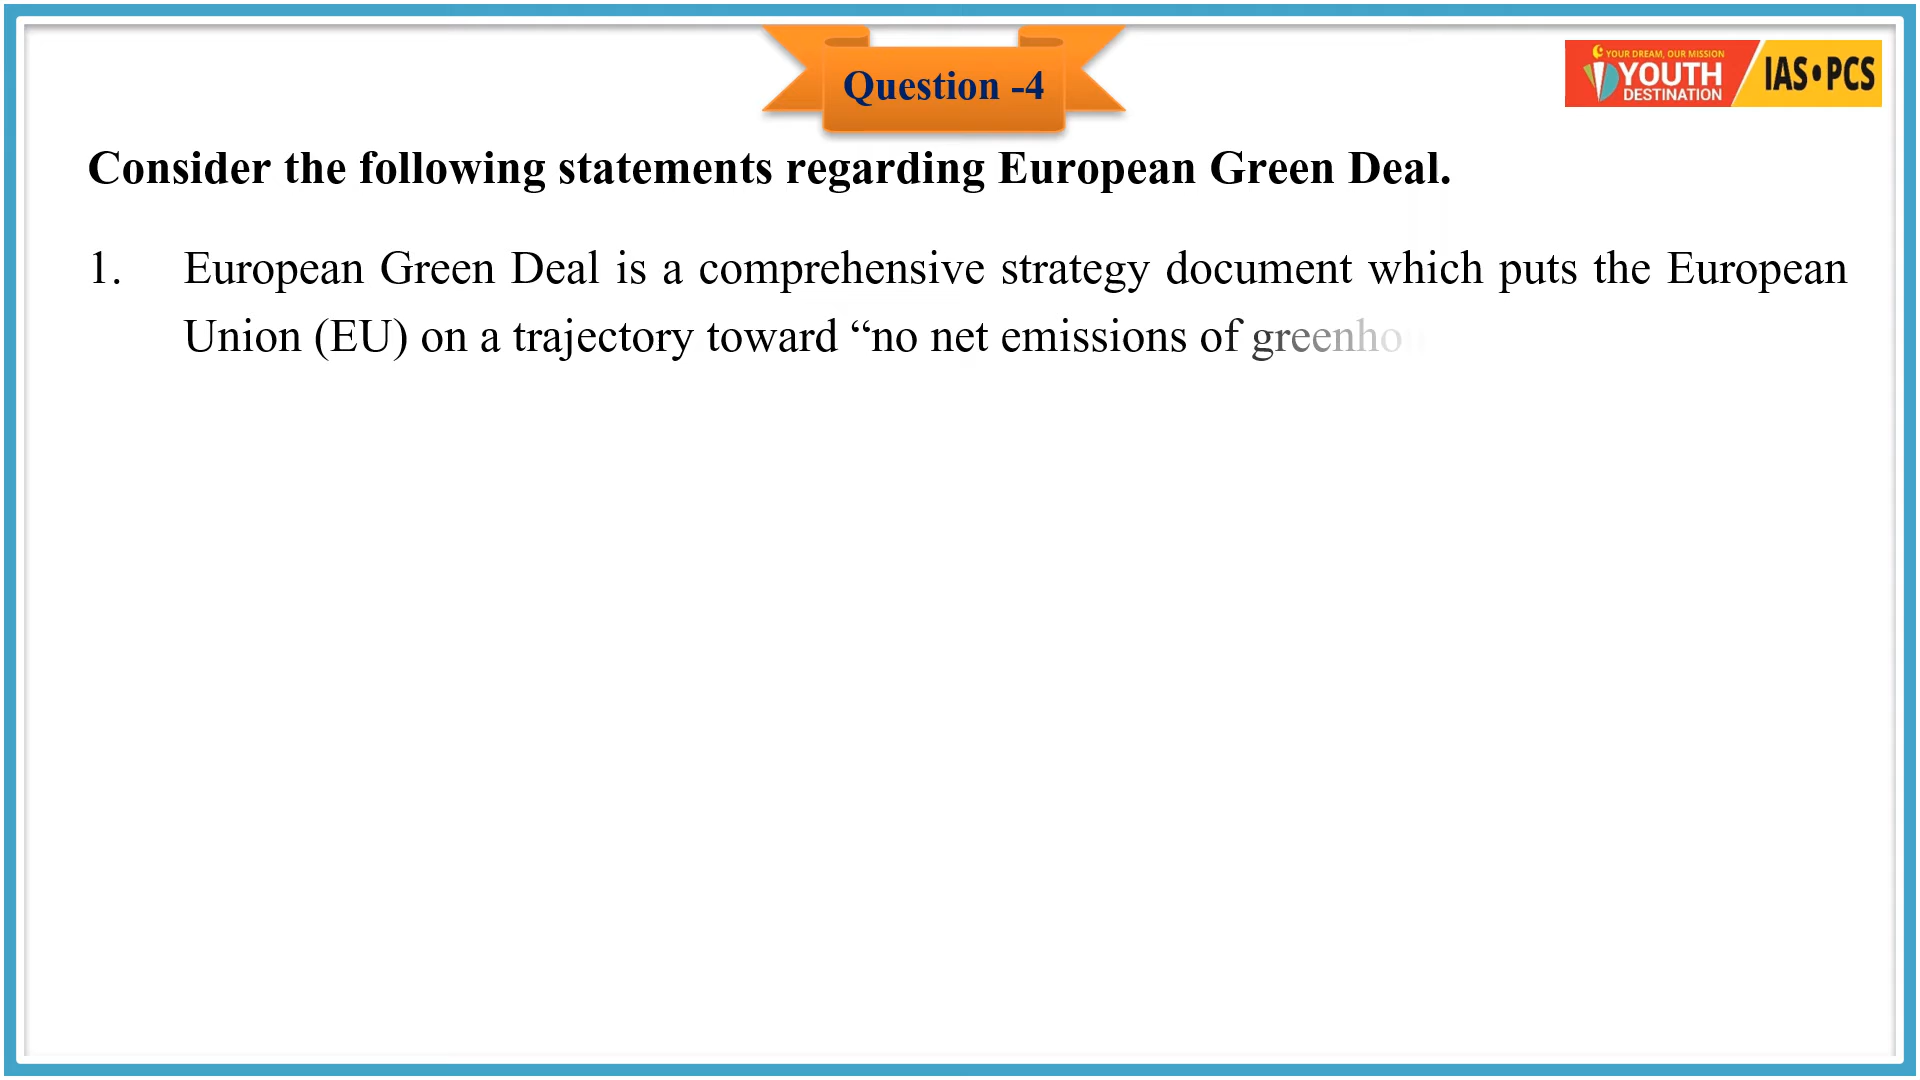 Question -4
YOUR DREAM, OUR MISSION
YOUTH
DESTINATION
IAS•PCS
Consider the following statements regarding European Green Deal.
1. European Green Deal is a comprehensive strategy document which puts the European
Union (EU) on a trajectory toward “no net emissions of